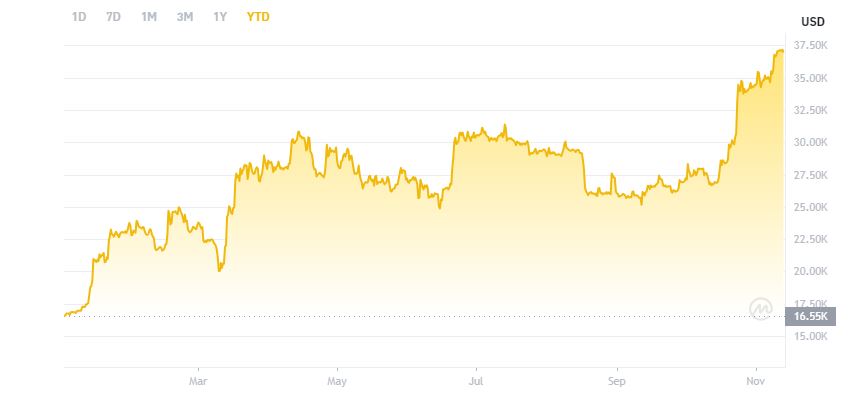 1D 7D 1M 3M 1Y YTD
USD
37.50K
35.00K
32.50K
30.00K
27.50K
25.00K
22.50K
20.00K
17.50K
16.55K
15.00K
Mar May Jul Sep Nov